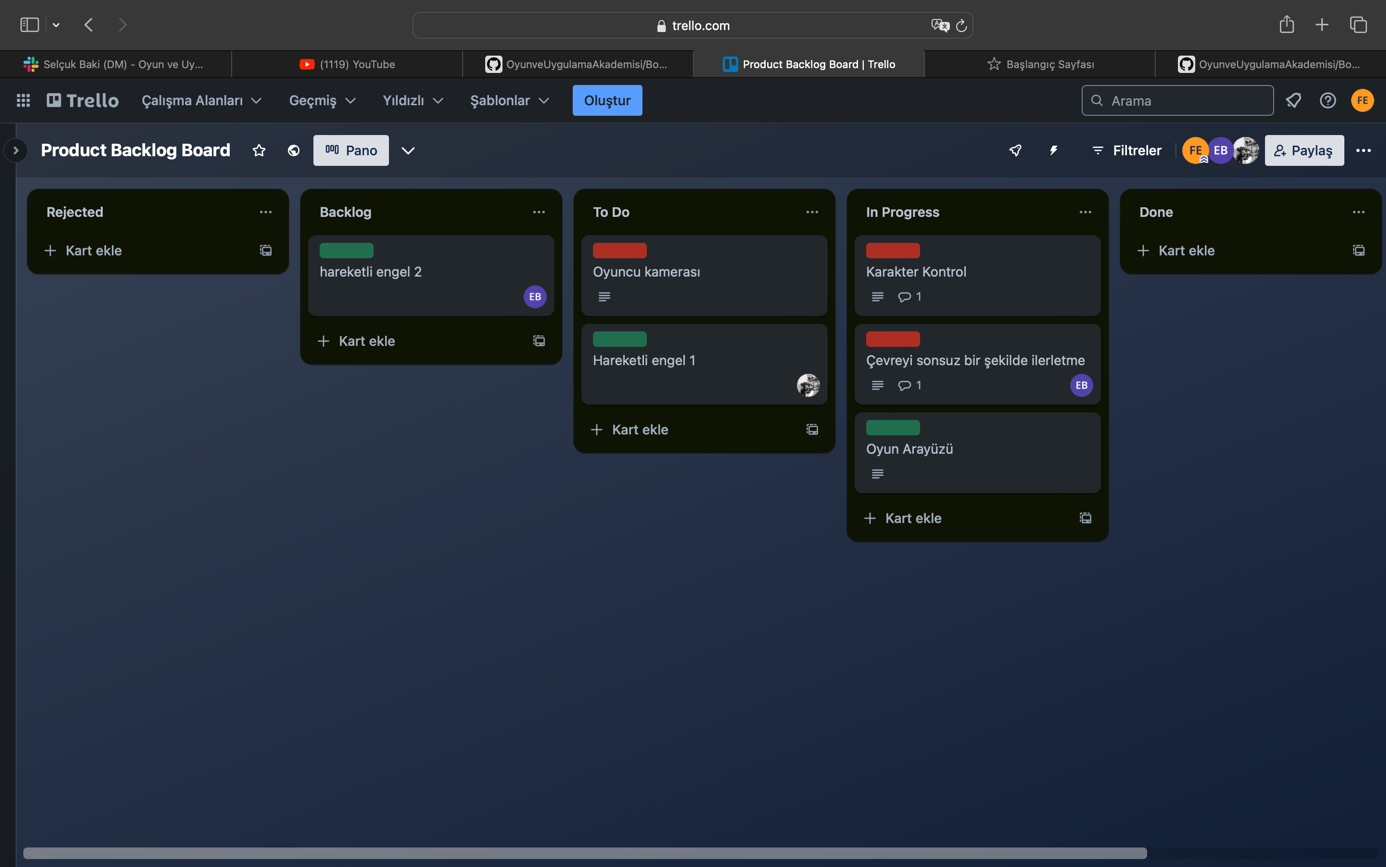 trello.com
Selçuk Baki (DM) - Oyun ve Uy...
(1119) YouTube
OyunveUygulamaAkademisi/Bo...
Product Backlog Board | Trello
Başlangıç Sayfası
OyunveUygulamaAkademisi/Bo...
Trello
Çalışma Alanları
Geçmiş
Yıldızlı
Şablonlar
Oluştur
Arama
FE
Product Backlog Board
Pano
Filtreler
FE
EB
Paylaş
Rejected
Kart ekle
Backlog
hareketli engel 2
EB
Kart ekle
To Do
Oyuncu kamerası
Hareketli engel 1
Kart ekle
In Progress
Karakter Kontrol
1
Çevreyi sonsuz bir şekilde ilerletme
1
EB
Oyun Arayüzü
Kart ekle
Done
Kart ekle